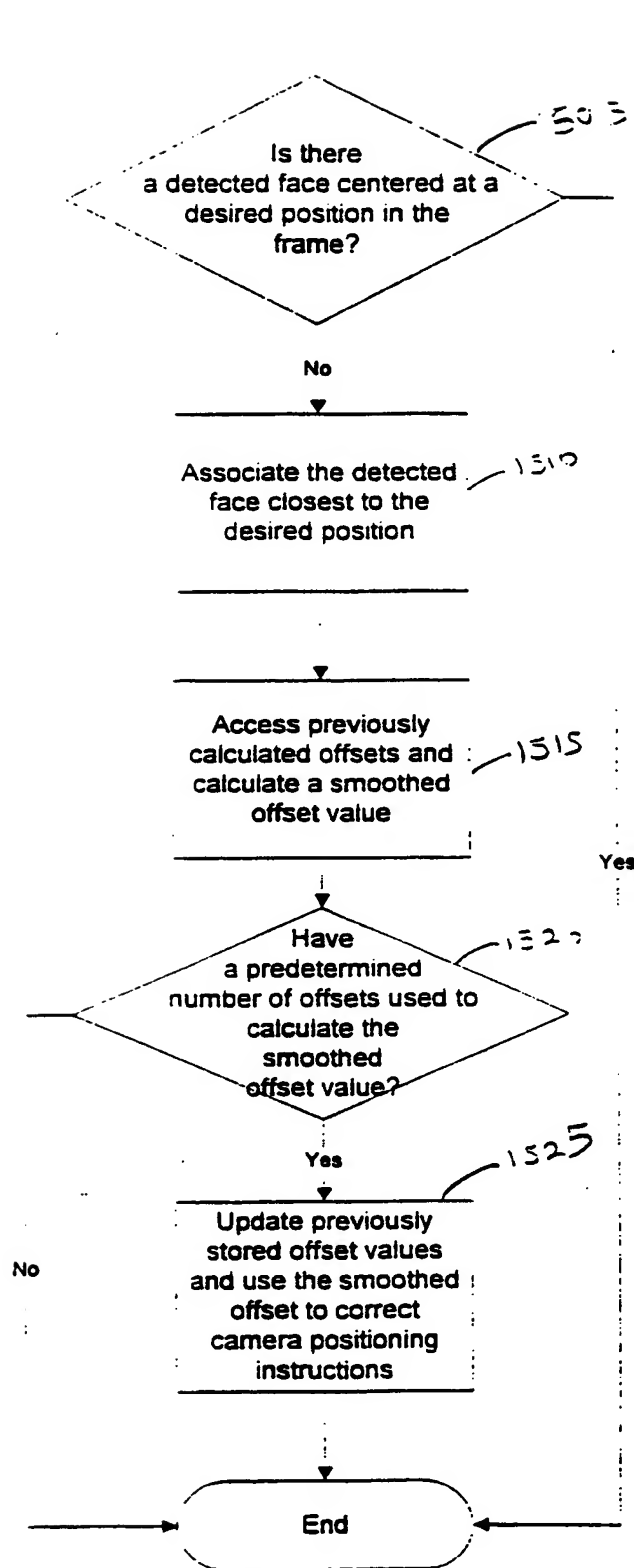 Is there
a detected face centered at a
desired position in the
frame?
No
Associate the detected
face closest to the
desired position
1510
Access previously
calculated offsets and
calculate a smoothed
offset value
1515
Yes
Have
a predetermined
number of offsets used to
calculate the
smoothed
offset value?
Yes
1525
Update previously
stored offset values
and use the smoothed
offset to correct
camera positioning
instructions
No
End